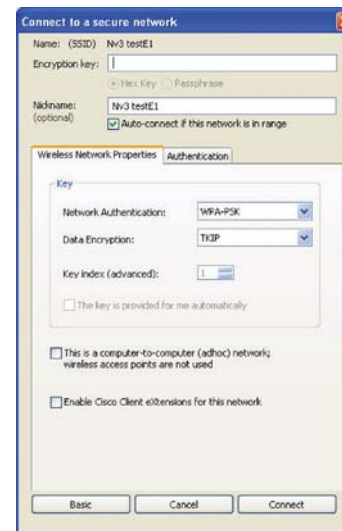 Connect to a secure network
Name: (SSID) Nv3 testE1
Encryption key:
Hex Key Passphrase
Nickname: Nv3 testE1
(optional)
Auto-connect if this network is in range
Wireless Network Properties Authentication
Key
Network Authentication: WPA-PSK
Data Encryption: TKIP
Key index (advanced): 1
The key is provided for me automatically
This is a computer-to-computer (adhoc) network;
wireless access points are not used
Enable Cisco Client eXtensions for this network
Basic Cancel Connect